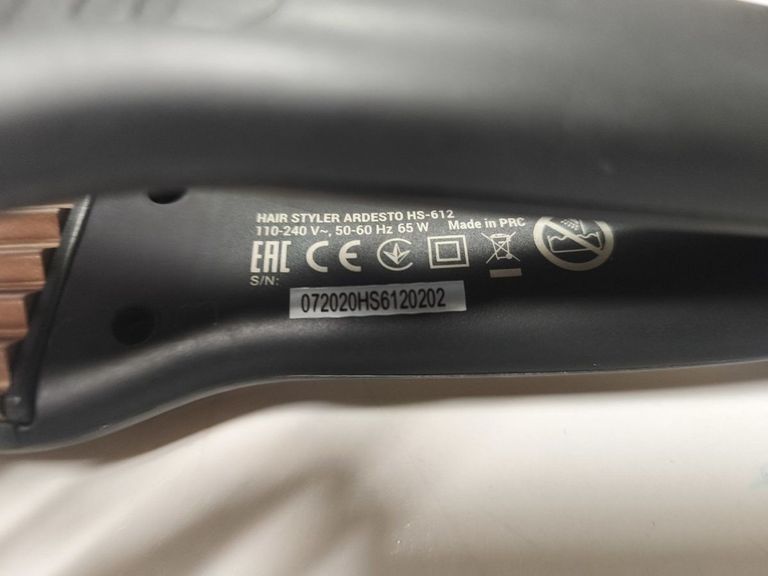 HAIR STYLER ARDESTO HS-612
110-240 V~, 50-60 Hz 65 W Made in PRC
EAC CE
S/N:
072020HS6120202